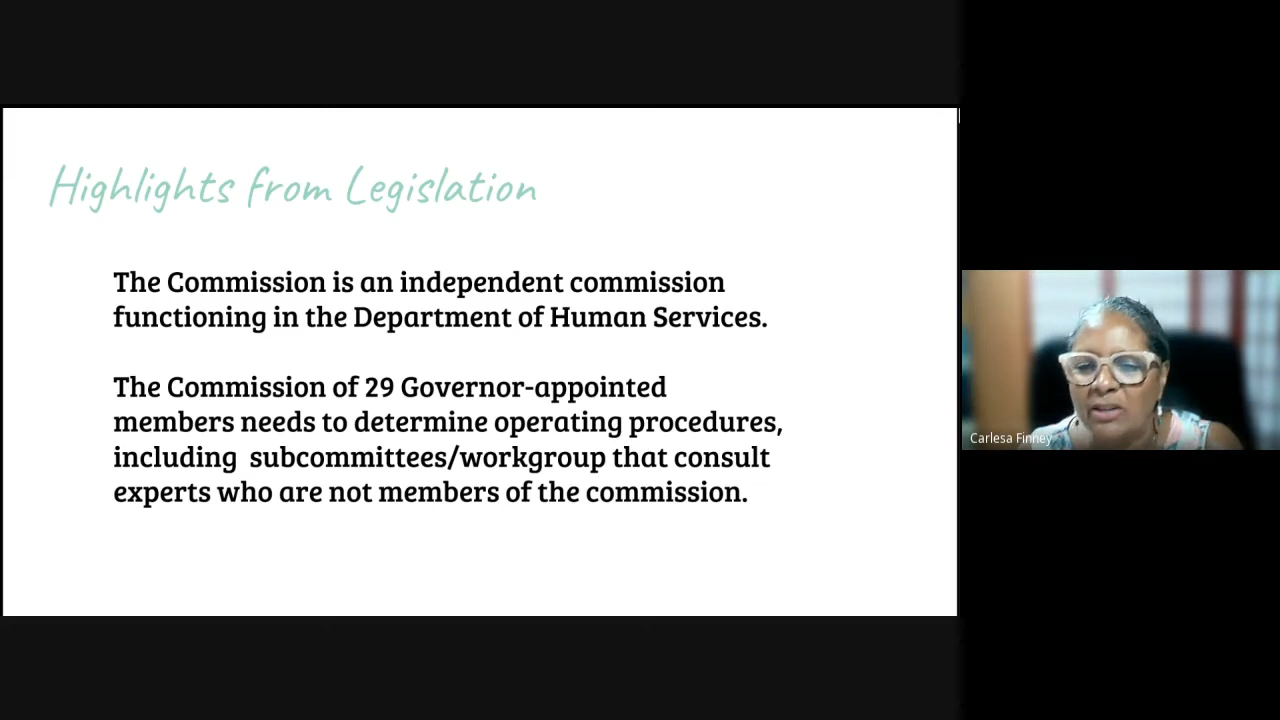 Highlights from Legislation
The Commission is an independent commission
functioning in the Department of Human Services.
The Commission of 29 Governor-appointed
members needs to determine operating procedures,
including  subcommittees/workgroup that consult
experts who are not members of the commission.
Carlesa Finney